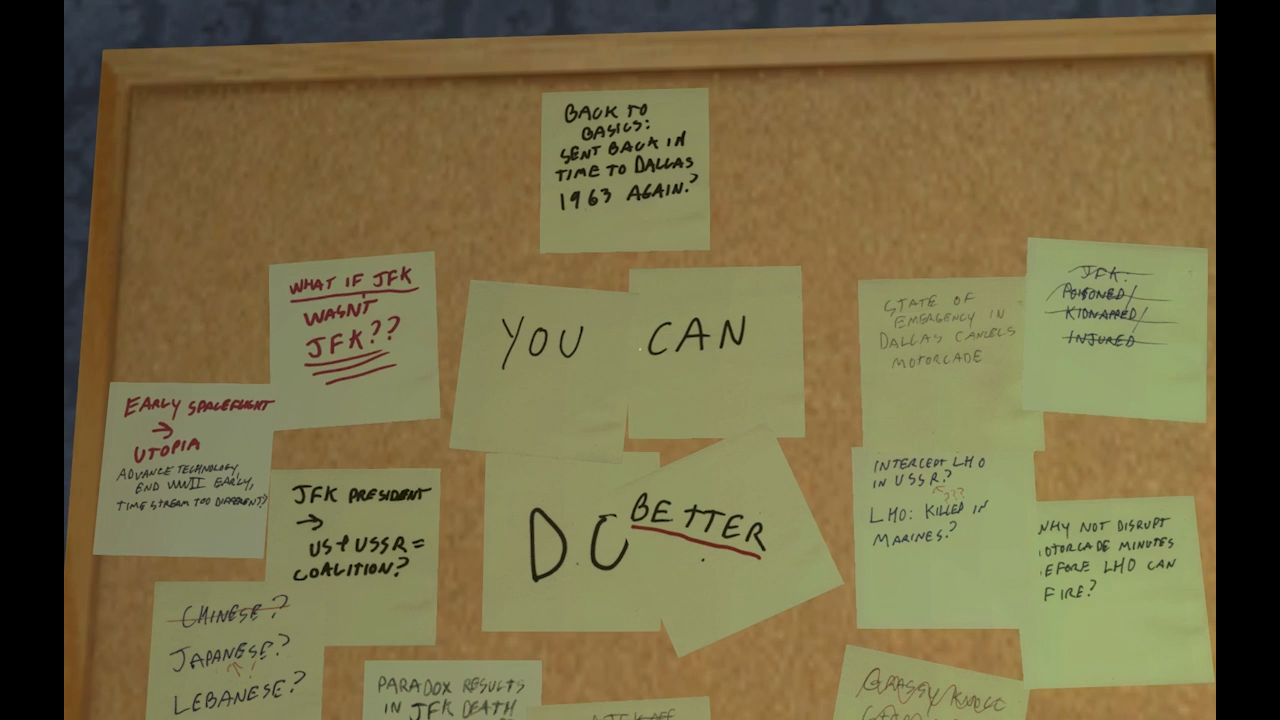 BACK TO
BASICS:
SENT BACK IN
TIME TO DALLAS
1963 AGAIN?
WHAT IF JFK
WASN'T
JFK??
YOU CAN
DO BETTER
STATE OF
EMERGENCY IN
DALLAS CANCELS
MOTORCADE
JFK:
POISONED/
KIDNAPPED/
INJURED
EARLY SPACEFLIGHT
→
UTOPIA
ADVANCE TECHNOLOGY,
END WWII EARLY,
TIME STREAM TOO DIFFERENT?
JFK PRESIDENT
→
US & USSR =
COALITION?
INTERCEPT LHO
IN USSR?
???
LHO: KILLED IN
MARINES?
WHY NOT DISRUPT
MOTORCADE MINUTES
BEFORE LHO CAN
FIRE?
CHINESE?
JAPANESE?
LEBANESE?
PARADOX RESULTS
IN JFK DEATH
GRASSY KNOLL